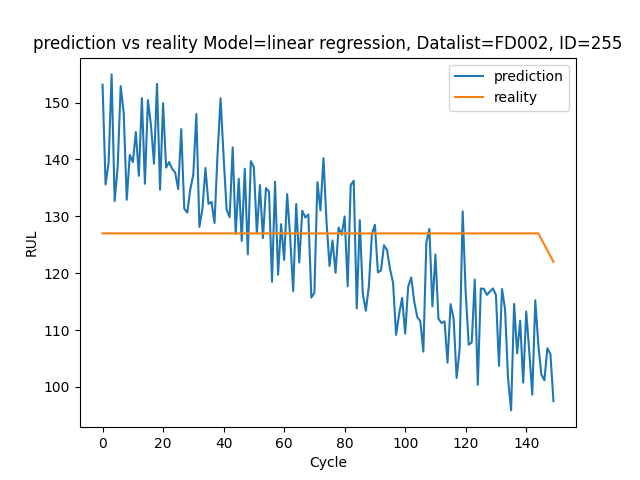 prediction vs reality Model=linear regression, Datalist=FD002, ID=255
prediction
reality
RUL
150
140
130
120
110
100
0 20 40 60 80 100 120 140
Cycle